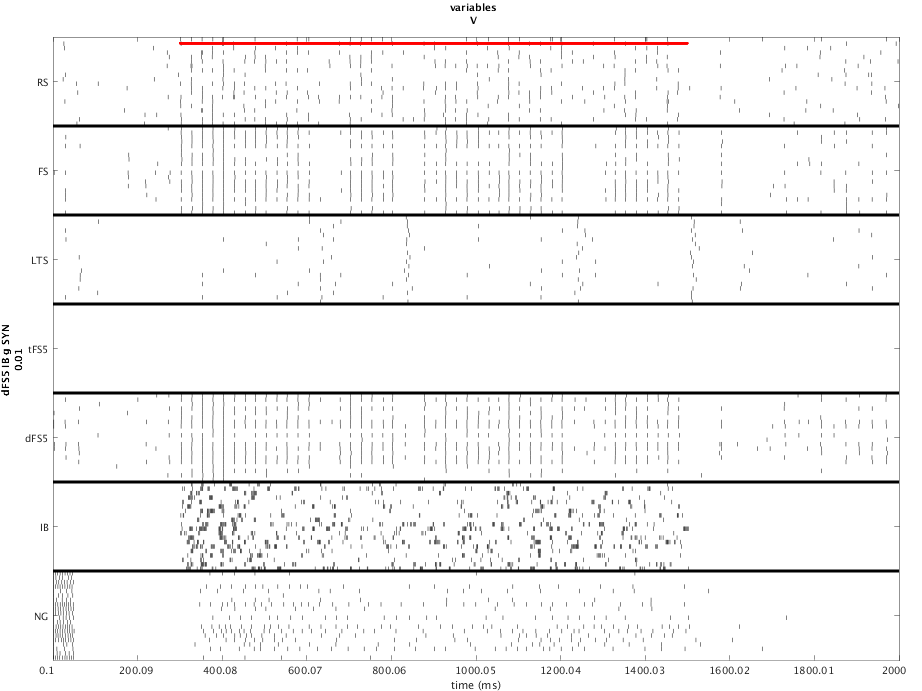 variables
V
RS
FS
LTS
tFS5
dFS5
IB
NG
dFS5 IB g SYN
0.01
0.1 200.09 400.08 600.07 800.06 1000.05 1200.04 1400.03 1600.02 1800.01 2000
time (ms)